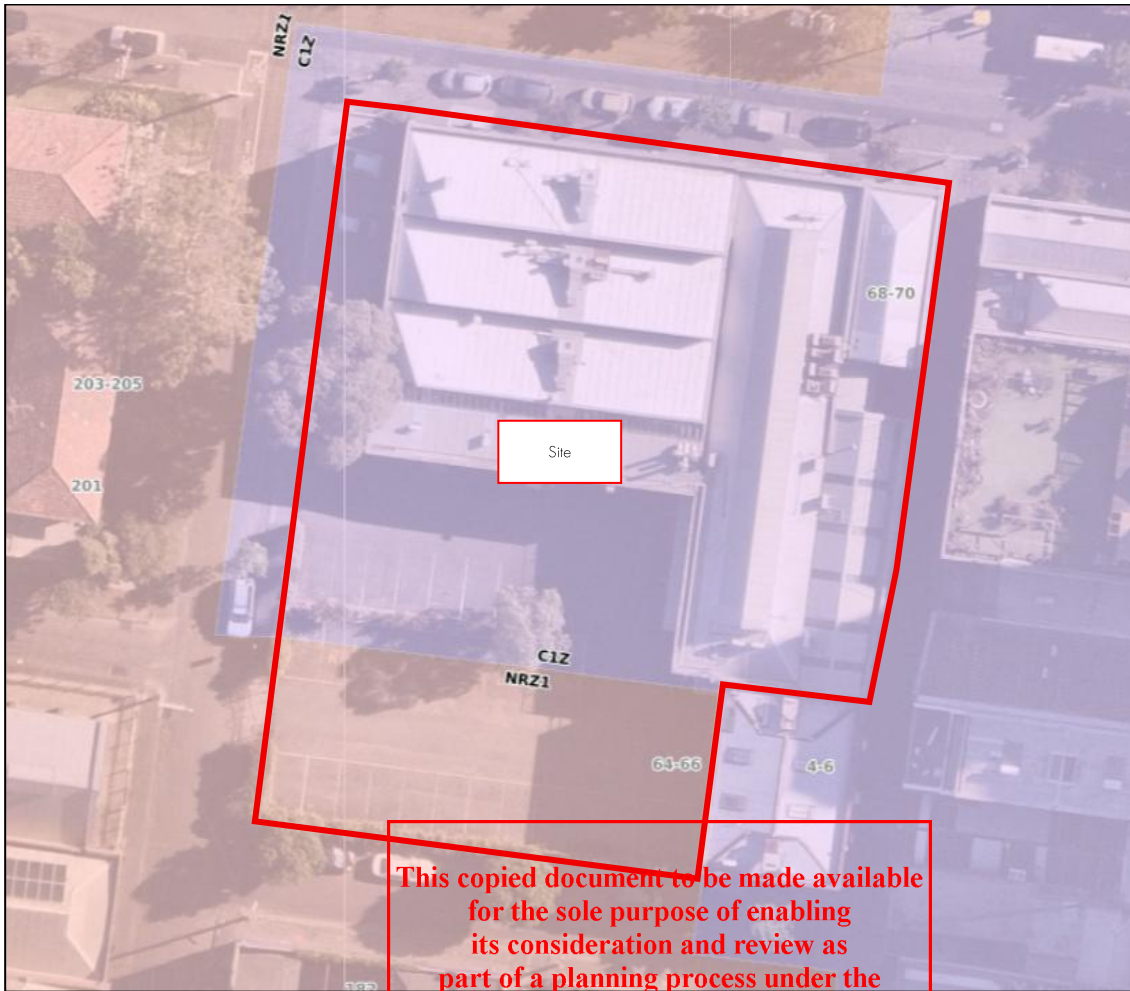 NRZ1
C1Z
68-70
203-205
Site
201
C1Z
NRZ1
64-66
4-6
This copied document to be made available
for the sole purpose of enabling
its consideration and review as
part of a planning process under the